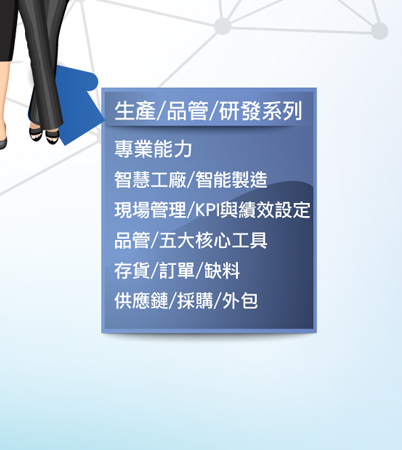 生產/品管/研發系列
專業能力
智慧工廠/智能製造
現場管理/KPI與績效設定
品管/五大核心工具
存貨/訂單/缺料
供應鏈/採購/外包